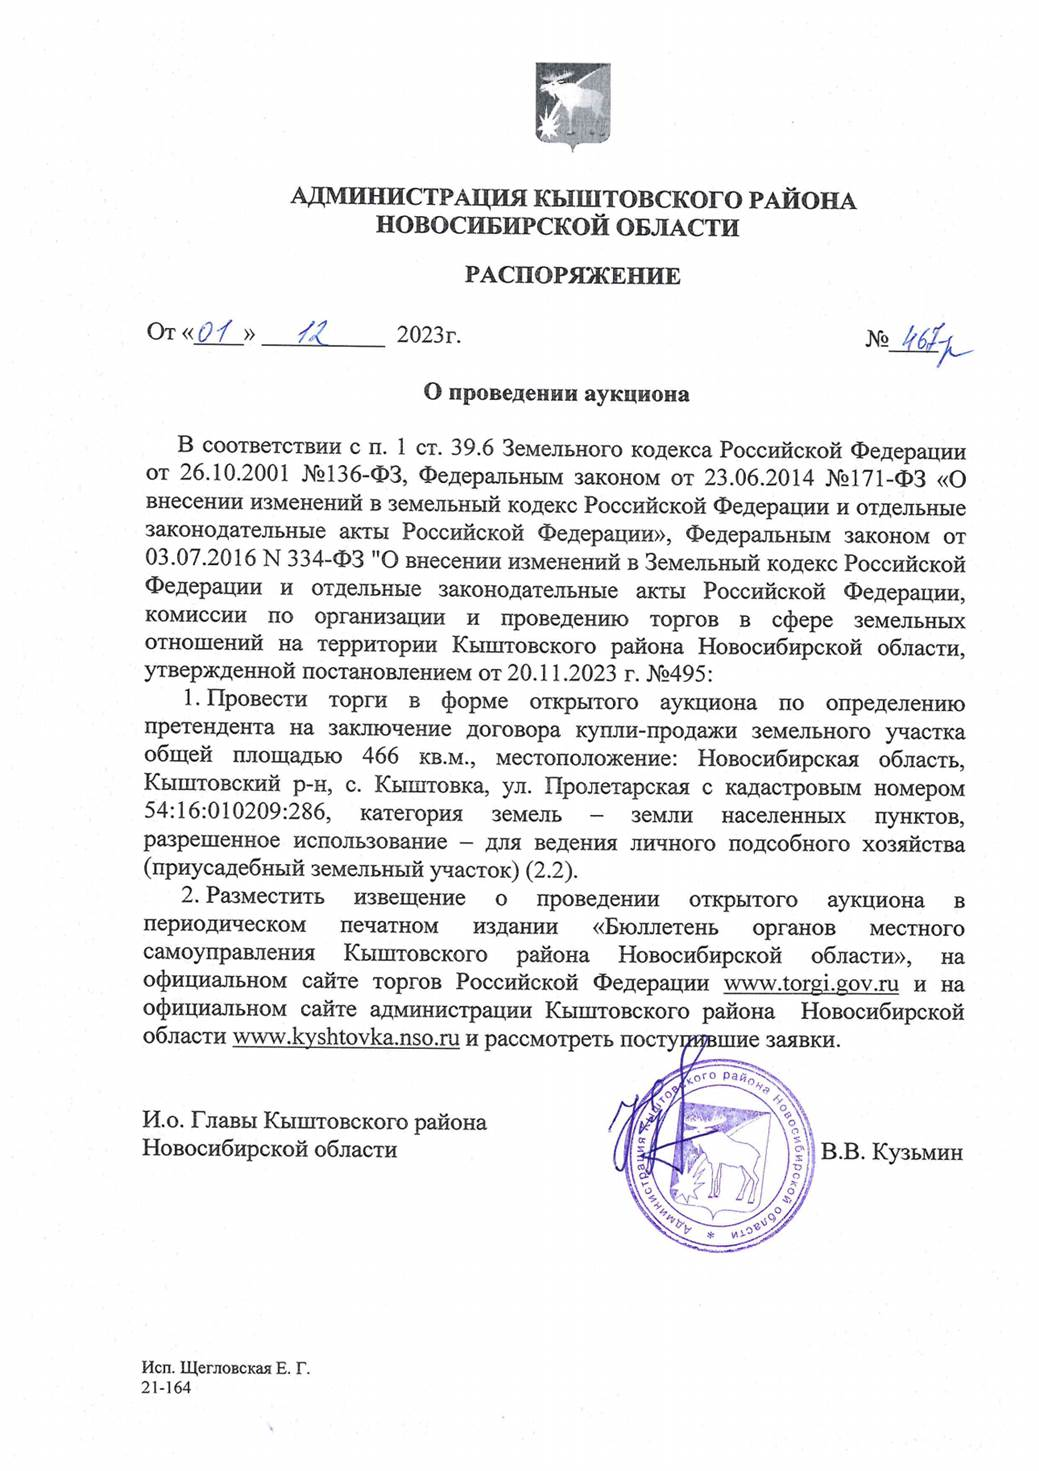 АДМИНИСТРАЦИЯ КЫШТОВСКОГО РАЙОНА
НОВОСИБИРСКОЙ ОБЛАСТИ
РАСПОРЯЖЕНИЕ
От «01» 12 2023г. № 467р
О проведении аукциона
В соответствии с п. 1 ст. 39.6 Земельного кодекса Российской Федерации
от 26.10.2001 №136-ФЗ, Федеральным законом от 23.06.2014 №171-ФЗ «О
внесении изменений в земельный кодекс Российской Федерации и отдельные
законодательные акты Российской Федерации», Федеральным законом от
03.07.2016 N 334-ФЗ "О внесении изменений в Земельный кодекс Российской
Федерации и отдельные законодательные акты Российской Федерации,
комиссии по организации и проведению торгов в сфере земельных
отношений на территории Кыштовского района Новосибирской области,
утвержденной постановлением от 20.11.2023 г. №495:
1. Провести торги в форме открытого аукциона по определению
претендента на заключение договора купли-продажи земельного участка
общей площадью 466 кв.м., местоположение: Новосибирская область,
Кыштовский р-н, с. Кыштовка, ул. Пролетарская с кадастровым номером
54:16:010209:286, категория земель – земли населенных пунктов,
разрешенное использование – для ведения личного подсобного хозяйства
(приусадебный земельный участок) (2.2).
2. Разместить извещение о проведении открытого аукциона в
периодическом печатном издании «Бюллетень органов местного
самоуправления Кыштовского района Новосибирской области», на
официальном сайте торгов Российской Федерации www.torgi.gov.ru и на
официальном сайте администрации Кыштовского района Новосибирской
области www.kyshtovka.nso.ru и рассмотреть поступившие заявки.
И.о. Главы Кыштовского района
Новосибирской области В.В. Кузьмин
Администрация Кыштовского района Новосибирской области *
Исп. Щегловская Е. Г.
21-164